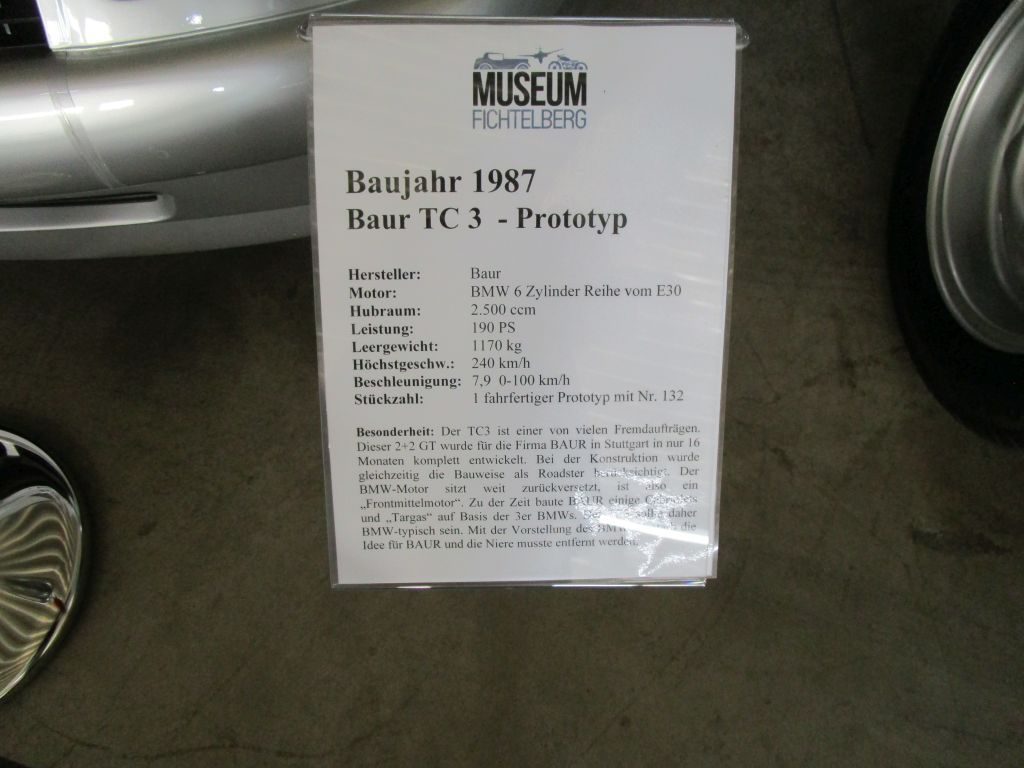 MUSEUM
FICHTELBERG
Baujahr 1987
Baur TC 3 - Prototyp
Hersteller: Baur
Motor: BMW 6 Zylinder Reihe vom E30
Hubraum: 2.500 ccm
Leistung: 190 PS
Leergewicht: 1170 kg
Höchstgeschw.: 240 km/h
Beschleunigung: 7,9 0-100 km/h
Stückzahl: 1 fahrfertiger Prototyp mit Nr. 132
Besonderheit: Der TC3 ist einer von vielen Fremdaufträgen.
Dieser 2+2 GT wurde für die Firma BAUR in Stuttgart in nur 16
Monaten komplett entwickelt. Bei der Konstruktion wurde
gleichzeitig die Bauweise als Roadster berücksichtigt. Der
BMW-Motor sitzt weit zurückversetzt, ist also ein
„Frontmittelmotor“. Zu der Zeit baute BAUR einige Cabriolets
und „Targas“ auf Basis der 3er BMWs. Der sollte daher
BMW-typisch sein. Mit der Vorstellung des BMW die
Idee für BAUR und die Niere musste entfernt werden.